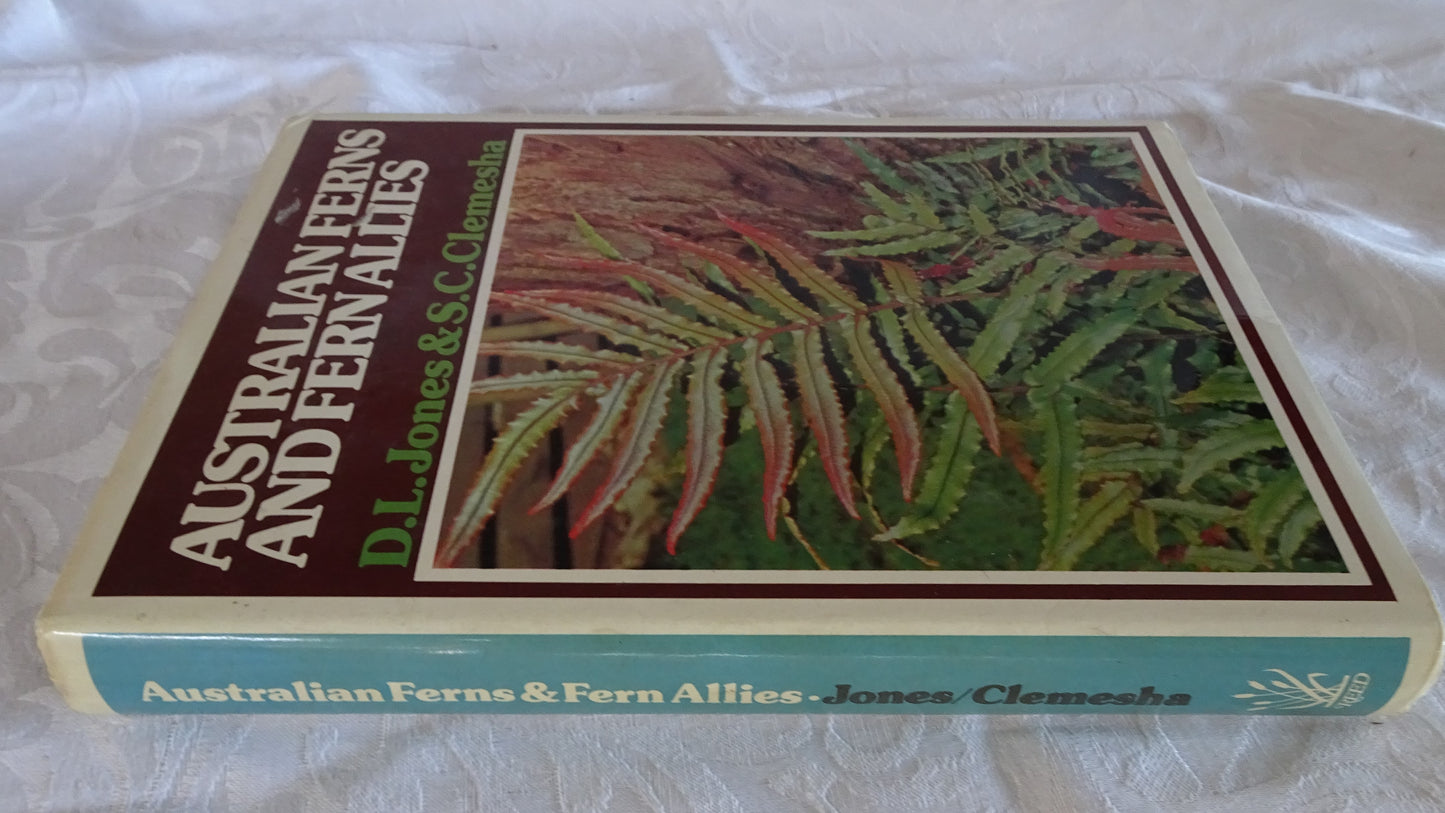 AUSTRALIAN FERNS
AND FERN ALLIES
D.L.Jones & S.C.Clemesha
Australian Ferns & Fern Allies · Jones/Clemesha
REED